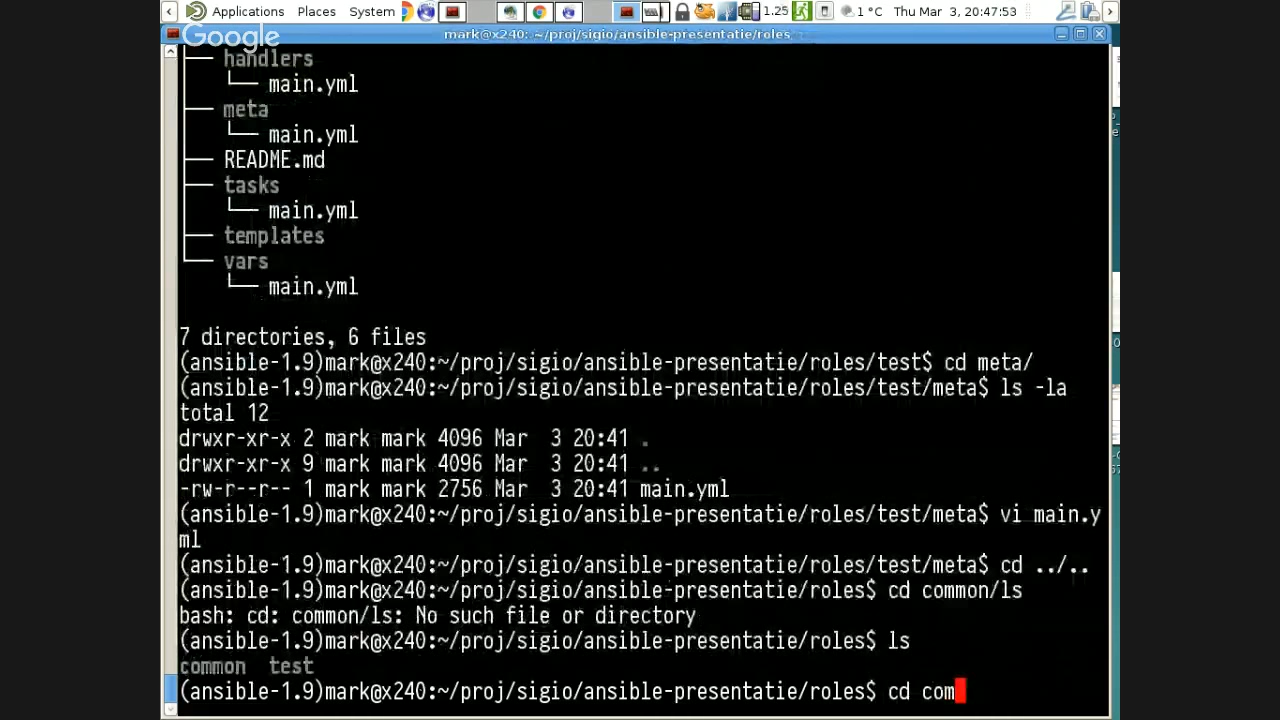 Applications Places System 1.25 1 °C Thu Mar 3, 20:47:53
Google
mark@x240: ~/proj/sigio/ansible-presentatie/roles
├── handlers
│   └── main.yml
├── meta
│   └── main.yml
├── README.md
├── tasks
│   └── main.yml
├── templates
└── vars
    └── main.yml
7 directories, 6 files
(ansible-1.9)mark@x240:~/proj/sigio/ansible-presentatie/roles/test$ cd meta/
(ansible-1.9)mark@x240:~/proj/sigio/ansible-presentatie/roles/test/meta$ ls -la
total 12
drwxr-xr-x 2 mark mark 4096 Mar  3 20:41 .
drwxr-xr-x 9 mark mark 4096 Mar  3 20:41 ..
-rw-r--r-- 1 mark mark 2756 Mar  3 20:41 main.yml
(ansible-1.9)mark@x240:~/proj/sigio/ansible-presentatie/roles/test/meta$ vi main.y
ml
(ansible-1.9)mark@x240:~/proj/sigio/ansible-presentatie/roles/test/meta$ cd ../..
(ansible-1.9)mark@x240:~/proj/sigio/ansible-presentatie/roles$ cd common/ls
bash: cd: common/ls: No such file or directory
(ansible-1.9)mark@x240:~/proj/sigio/ansible-presentatie/roles$ ls
common  test
(ansible-1.9)mark@x240:~/proj/sigio/ansible-presentatie/roles$ cd com